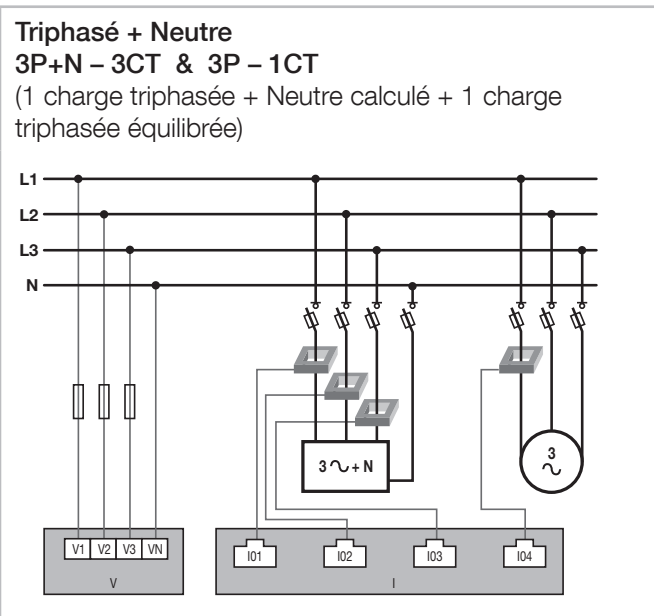 Triphasé + Neutre
3P+N – 3CT & 3P – 1CT
(1 charge triphasée + Neutre calculé + 1 charge
triphasée équilibrée)
L1
L2
L3
N
3 ∿ + N
3
∿
V1 V2 V3 VN
V
I01 I02 I03 I04
I